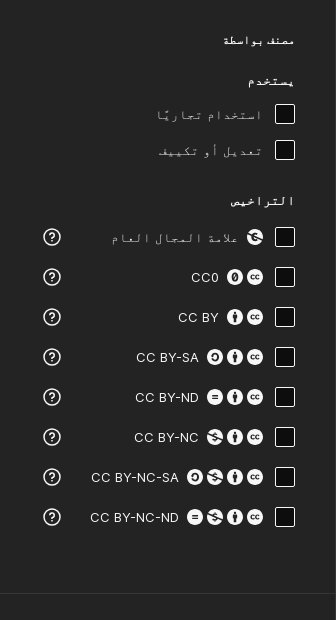 مصنف بواسطة
يستخدم
استخدام تجاريًا
تعديل أو تكييف
التراخيص
علامة المجال العام
CC0
CC BY
CC BY-SA
CC BY-ND
CC BY-NC
CC BY-NC-SA
CC BY-NC-ND